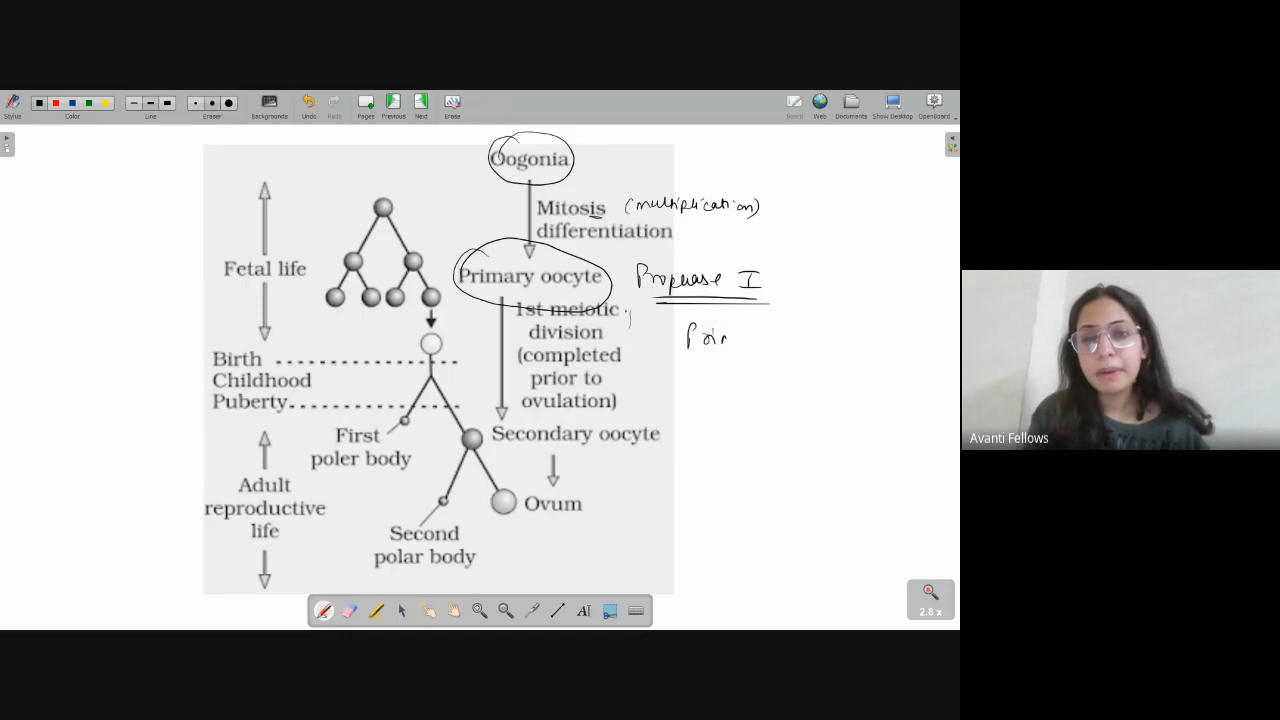 Stylus
Color
Line
Eraser
Backgrounds
Undo
Redo
Pages
Previous
Next
Erase
Board
Web
Documents
Show Desktop
OpenBoard
Oogonia
Mitosis (multiplication)
differentiation
Fetal life
Primary oocyte Prophase I
1st meiotic
division
(completed
prior to
ovulation)
Pri
Birth
Childhood
Puberty
First
poler body
Secondary oocyte
Adult
reproductive
life
Ovum
Second
polar body
Avanti Fellows
2.8 x